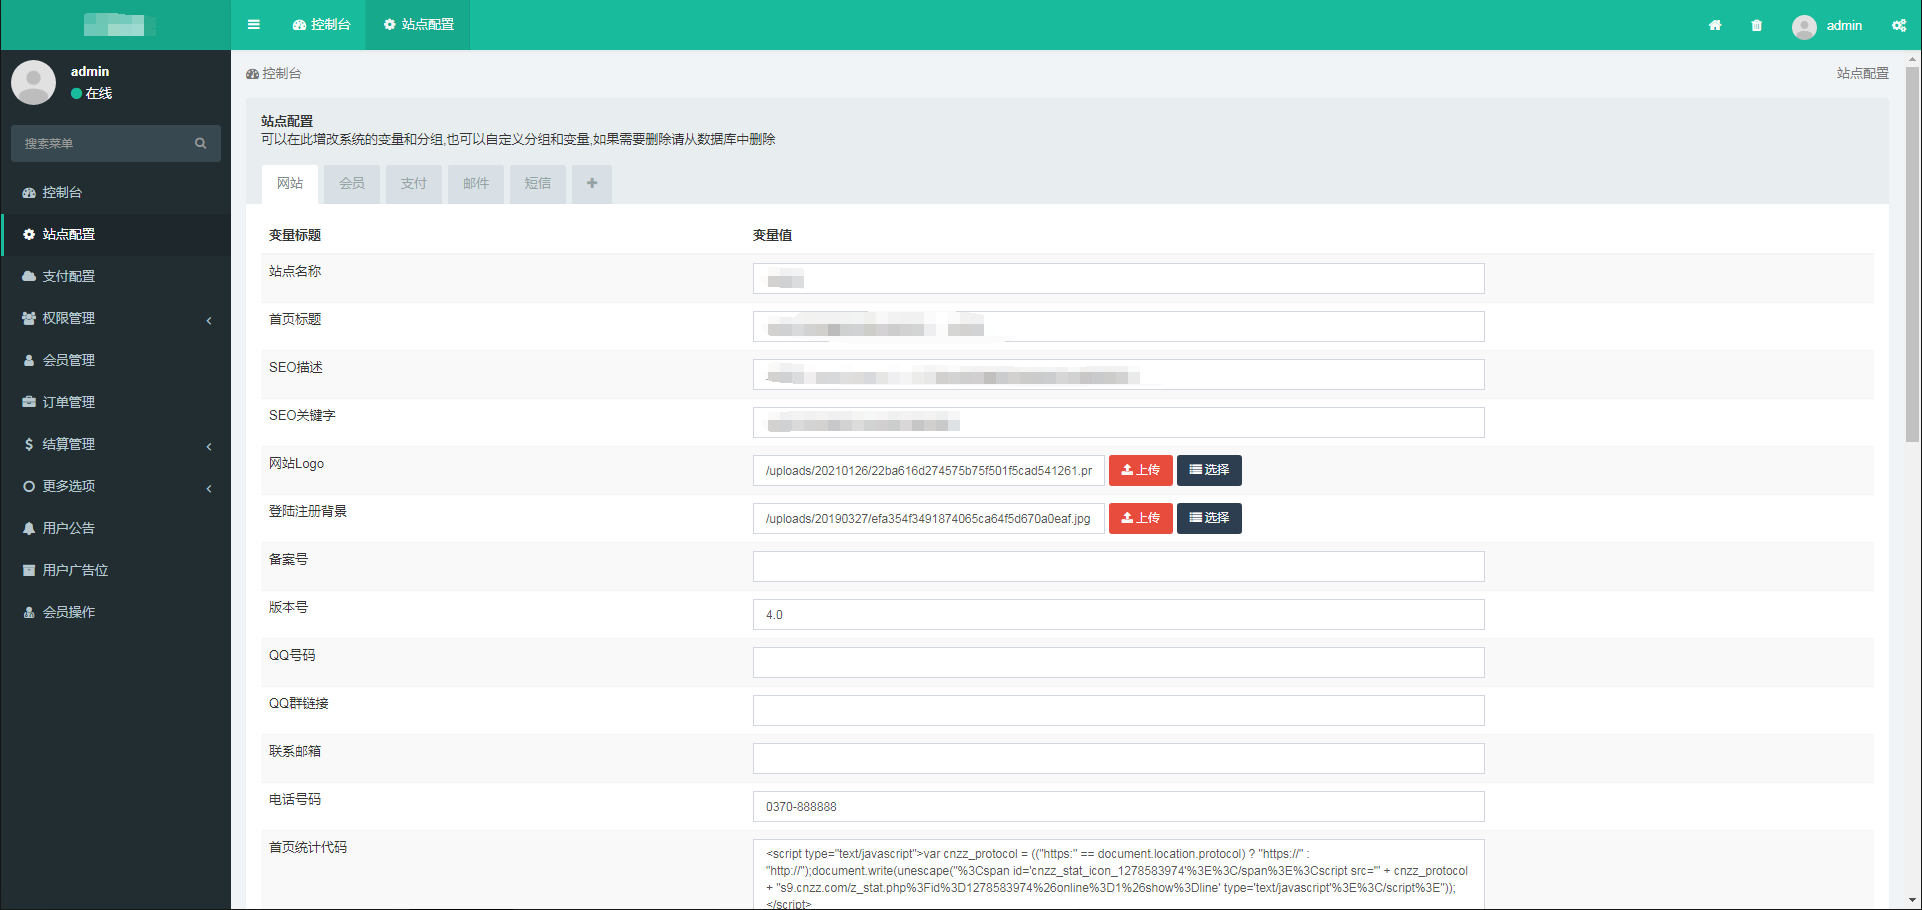 控制台
站点配置
admin
admin
在线
搜索菜单
控制台
站点配置
支付配置
权限管理
会员管理
订单管理
结算管理
更多选项
用户公告
用户广告位
会员操作
控制台
站点配置
站点配置
可以在此增改系统的变量和分组,也可以自定义分组和变量,如果需要删除请从数据库中删除
网站
会员
支付
邮件
短信
变量标题
变量值
站点名称
首页标题
SEO描述
SEO关键字
网站Logo
/uploads/20210126/22ba616d274575b75f501f5cad541261.pr
上传
选择
登陆注册背景
/uploads/20190327/efa354f3491874065ca64f5d670a0eaf.jpg
上传
选择
备案号
版本号
4.0
QQ号码
QQ群链接
联系邮箱
电话号码
0370-888888
首页统计代码
<script type="text/javascript">var cnzz_protocol = (("https:" == document.location.protocol) ? "https://" :
"http://");document.write(unescape("%3Cspan id='cnzz_stat_icon_1278583974'%3E%3C/span%3E%3Cscript src='" + cnzz_protocol
+ "s9.cnzz.com/z_stat.php%3Fid%3D1278583974%26online%3D1%26show%3Dline' type='text/javascript'%3E%3C/script%3E"));
</script>